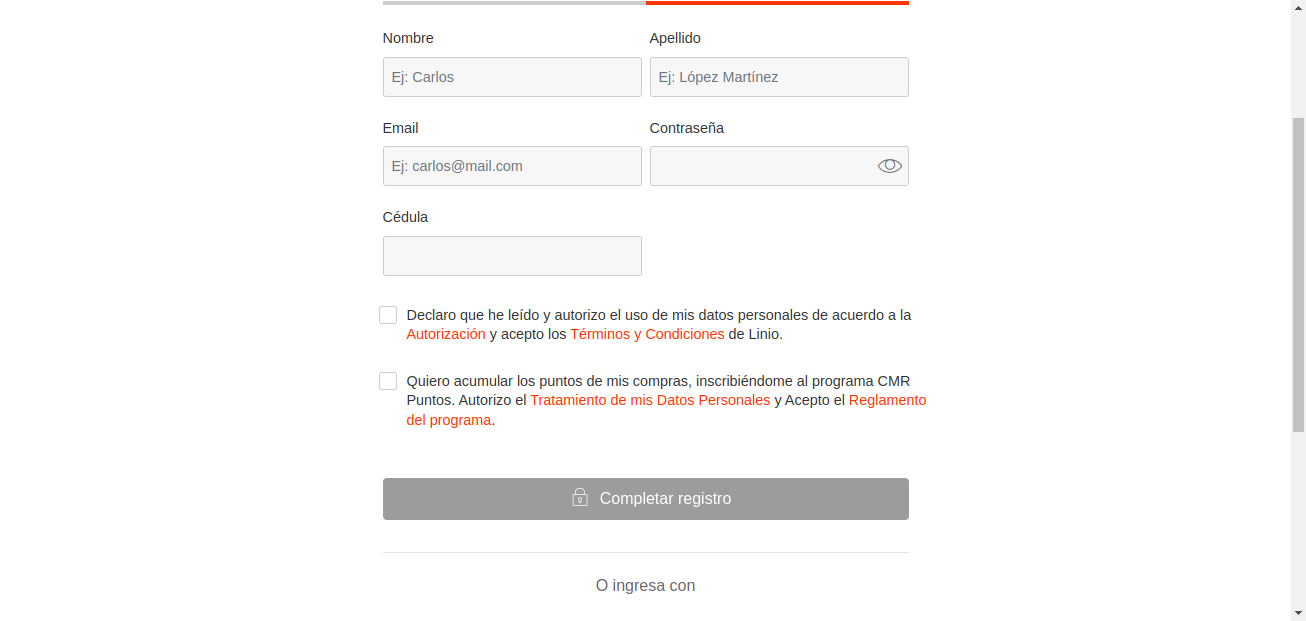 Nombre
Apellido
Ej: Carlos
Ej: López Martínez
Email
Contraseña
Ej: carlos@mail.com
Cédula
Declaro que he leído y autorizo el uso de mis datos personales de acuerdo a la
Autorización y acepto los Términos y Condiciones de Linio.
Quiero acumular los puntos de mis compras, inscribiéndome al programa CMR
Puntos. Autorizo el Tratamiento de mis Datos Personales y Acepto el Reglamento
del programa.
Completar registro
O ingresa con